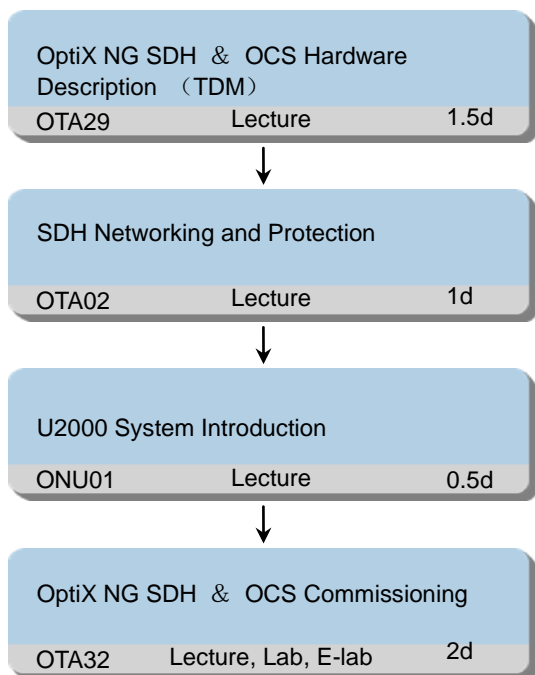 OptiX NG SDH ＆ OCS Hardware
Description （TDM）
OTA29 Lecture 1.5d
SDH Networking and Protection
OTA02 Lecture 1d
U2000 System Introduction
ONU01 Lecture 0.5d
OptiX NG SDH ＆ OCS Commissioning
OTA32 Lecture, Lab, E-lab 2d